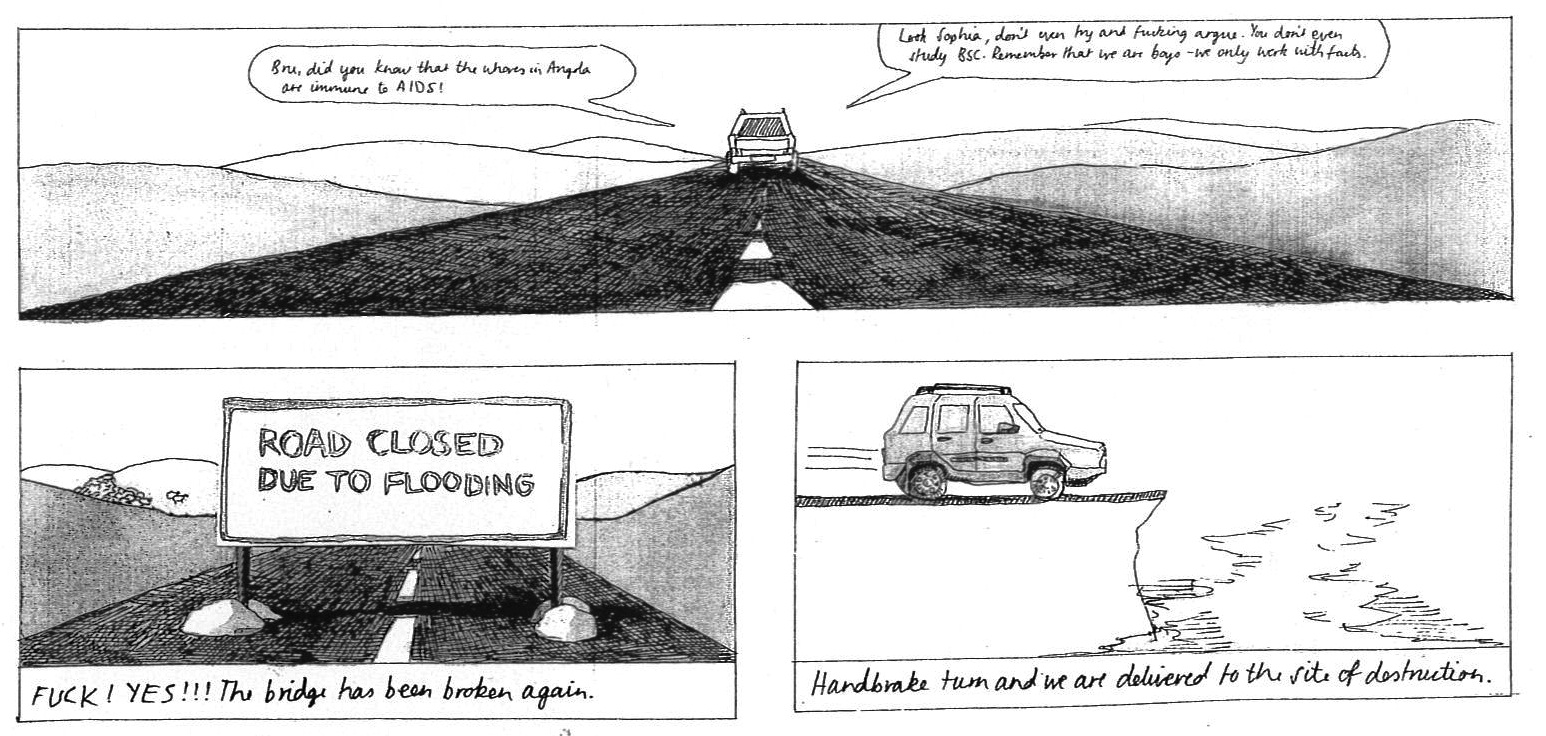 Bru, did you know that the whores in Angola
are immune to AIDS!
Look Sophia, don't even try and fucking argue. You don't even
study BSC. Remember that we are boys - we only work with facts.
ROAD CLOSED
DUE TO FLOODING
FUCK! YES!!! The bridge has been broken again.
Handbrake turn and we are delivered to the site of destruction.